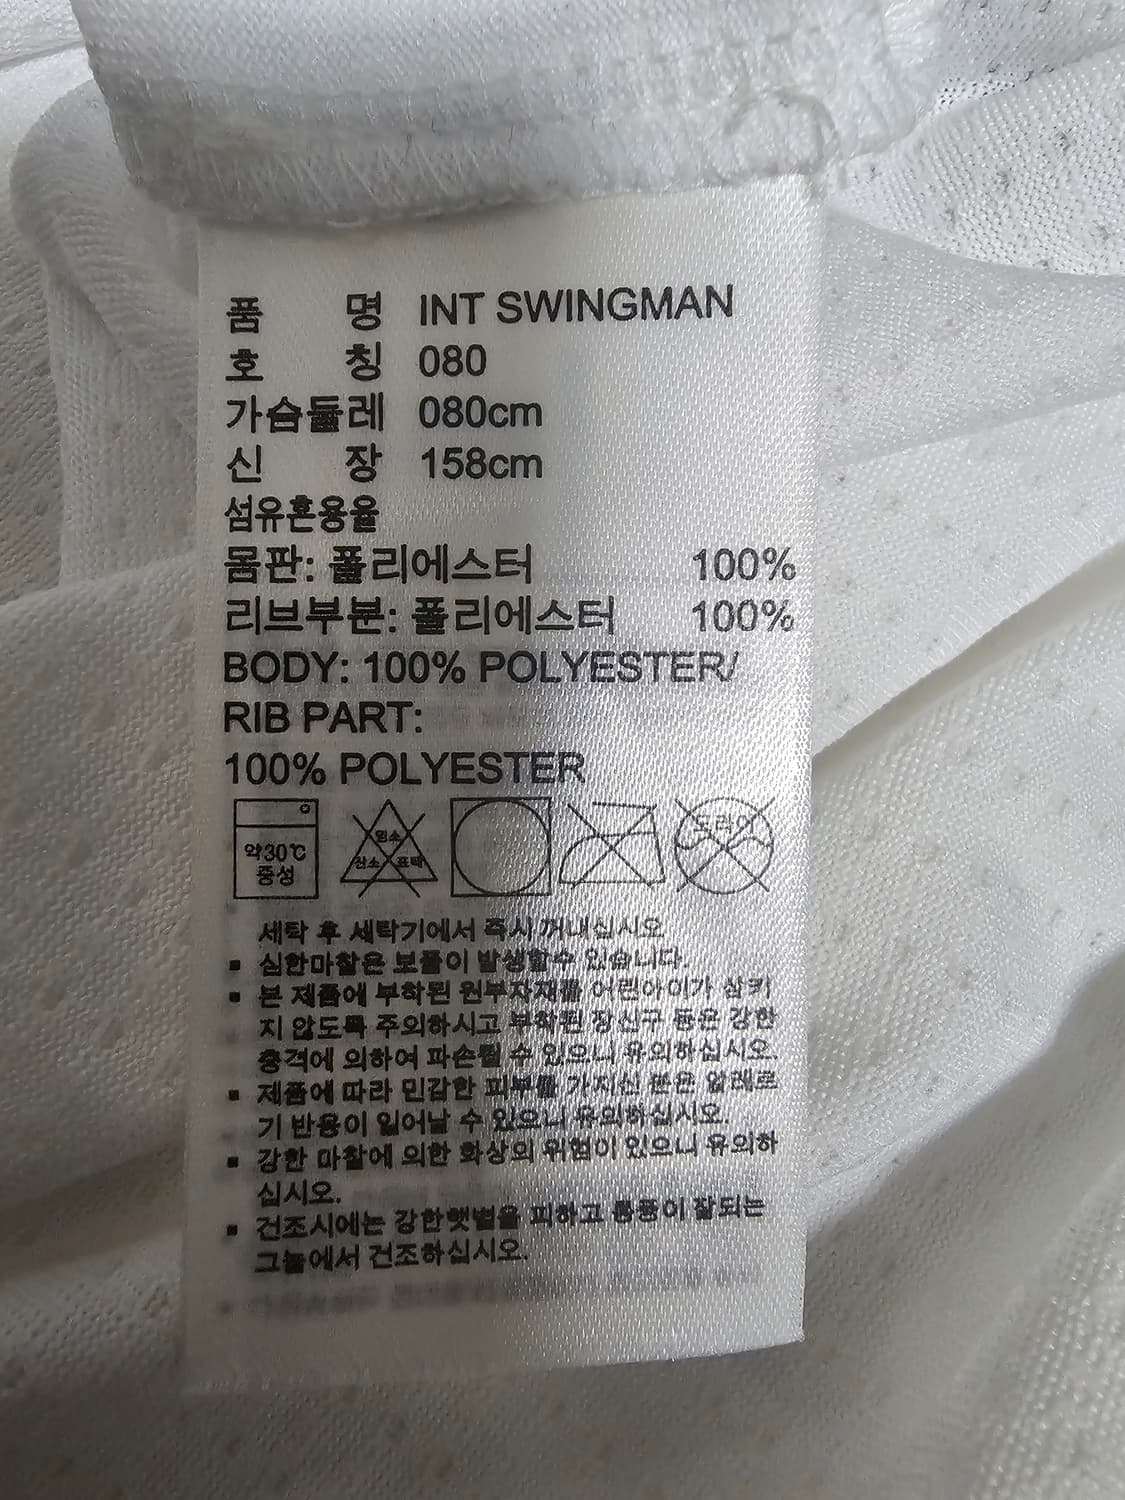 품 명 INT SWINGMAN
호 칭 080
가슴둘레 080cm
신 장 158cm
섬유혼용율
몸판: 폴리에스터 100%
리브부분: 폴리에스터 100%
BODY: 100% POLYESTER/
RIB PART:
100% POLYESTER
약30℃
중성
염소
산소 표백
드라이
세탁 후 세탁기에서 즉시 꺼내십시오
▪ 심한마찰은 보풀이 발생할수 있습니다.
▪ 본 제품에 부착된 원부자재를 어린아이가 삼키
지 않도록 주의하시고 부착된 장신구 등은 강한
충격에 의하여 파손될 수 있으니 유의하십시오.
▪ 제품에 따라 민감한 피부를 가지신 분은 알레르
기 반응이 일어날 수 있으니 유의하십시오.
▪ 강한 마찰에 의한 화상의 위험이 있으니 유의하
십시오.
▪ 건조시에는 강한햇볕을 피하고 통풍이 잘되는
그늘에서 건조하십시오.